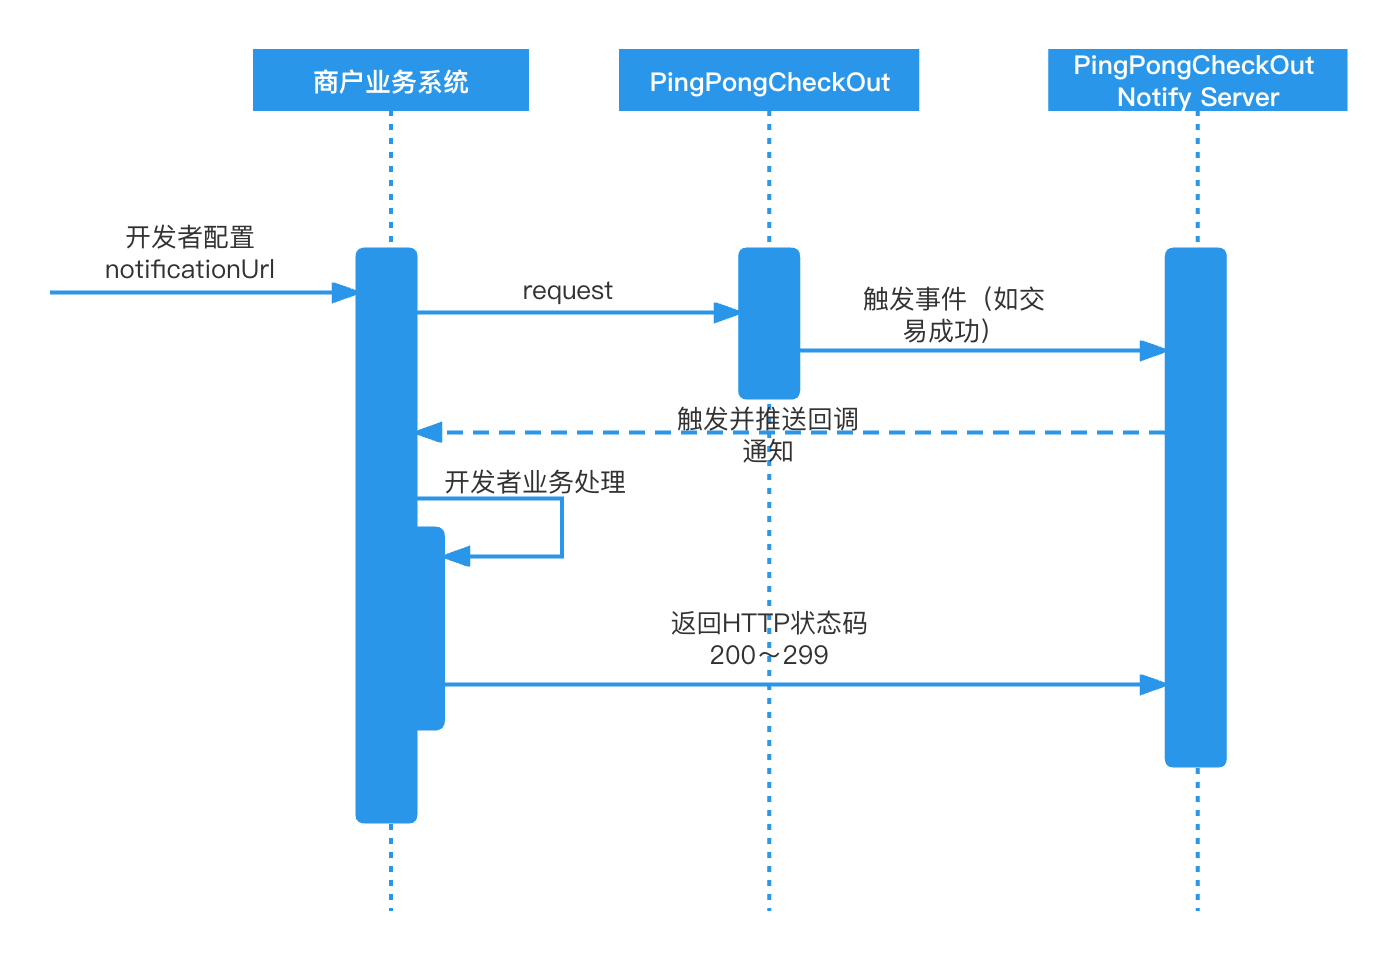 商户业务系统
PingPongCheckOut
PingPongCheckOut
Notify Server
开发者配置
notificationUrl
request
触发事件（如交
易成功）
触发并推送回调
通知
开发者业务处理
返回HTTP状态码
200～299